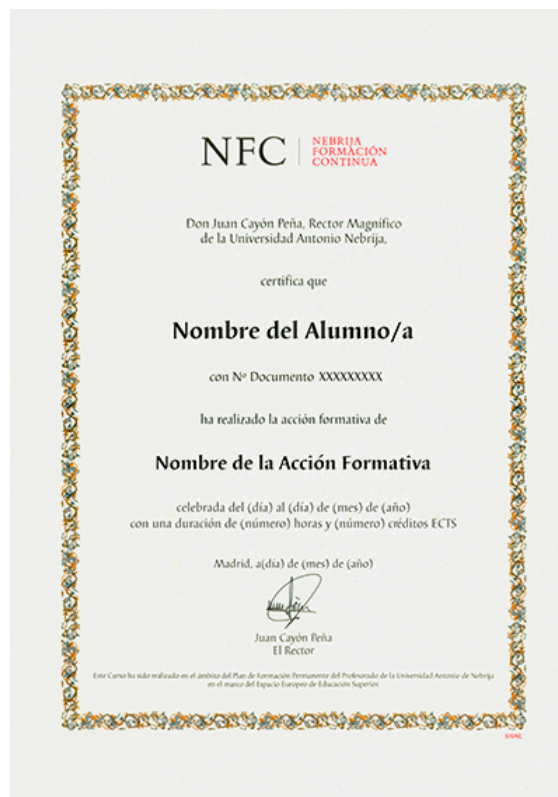 NFC
NEBRIJA
FORMACIÓN
CONTINUA
Don Juan Cayón Peña, Rector Magnífico
de la Universidad Antonio Nebrija,
certifica que
Nombre del Alumno/a
con Nº Documento XXXXXXXXX
ha realizado la acción formativa de
Nombre de la Acción Formativa
celebrada del (día) al (día) de (mes) de (año)
con una duración de (número) horas y (número) créditos ECTS
Madrid, a(día) de (mes) de (año)
Juan Cayón Peña
El Rector
Este Curso ha sido realizado en el ámbito del Plan de Formación Permanente del Profesorado de la Universidad Antonio de Nebrija
en el marco del Espacio Europeo de Educación Superior
SIGNE